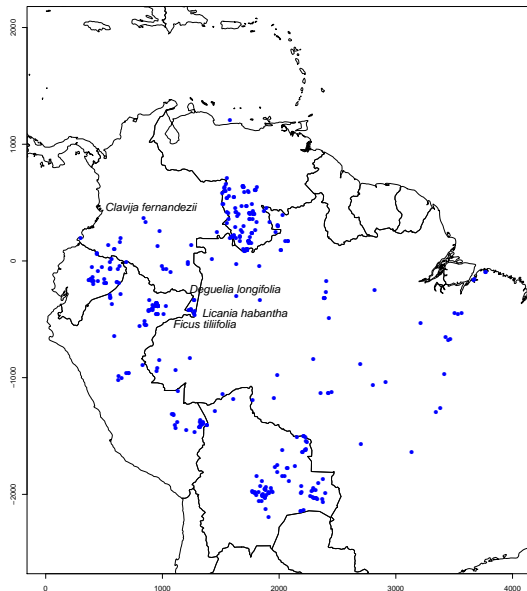 2000
1000
0
-1000
-2000
Clavija fernandezii
Deguelia longifolia
Licania habantha
Ficus tiliifolia
0
1000
2000
3000
4000